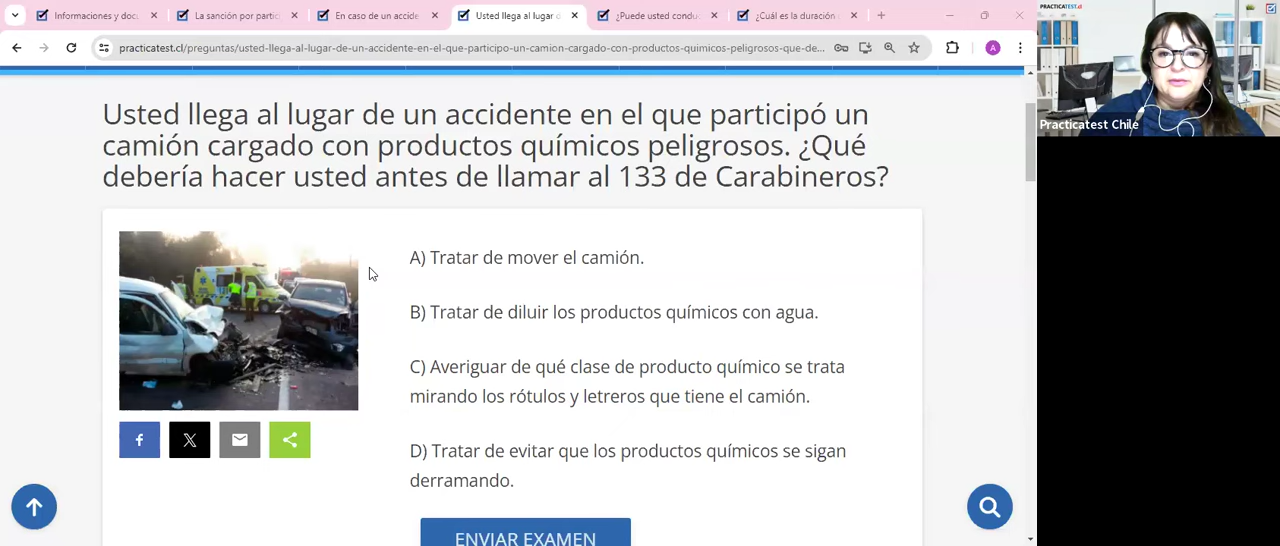 Informaciones y docu
La sanción por partici
En caso de un accide
Usted llega al lugar d
¿Puede usted condu
¿Cuál es la duración
practicatest.cl/preguntas/usted-llega-al-lugar-de-un-accidente-en-el-que-participo-un-camion-cargado-con-productos-quimicos-peligrosos-que-de...
A
PRACTICATEST.cl
Practicatest Chile
Usted llega al lugar de un accidente en el que participó un
camión cargado con productos químicos peligrosos. ¿Qué
debería hacer usted antes de llamar al 133 de Carabineros?
A) Tratar de mover el camión.
B) Tratar de diluir los productos químicos con agua.
C) Averiguar de qué clase de producto químico se trata
mirando los rótulos y letreros que tiene el camión.
D) Tratar de evitar que los productos químicos se sigan
derramando.
ENVIAR EXAMEN